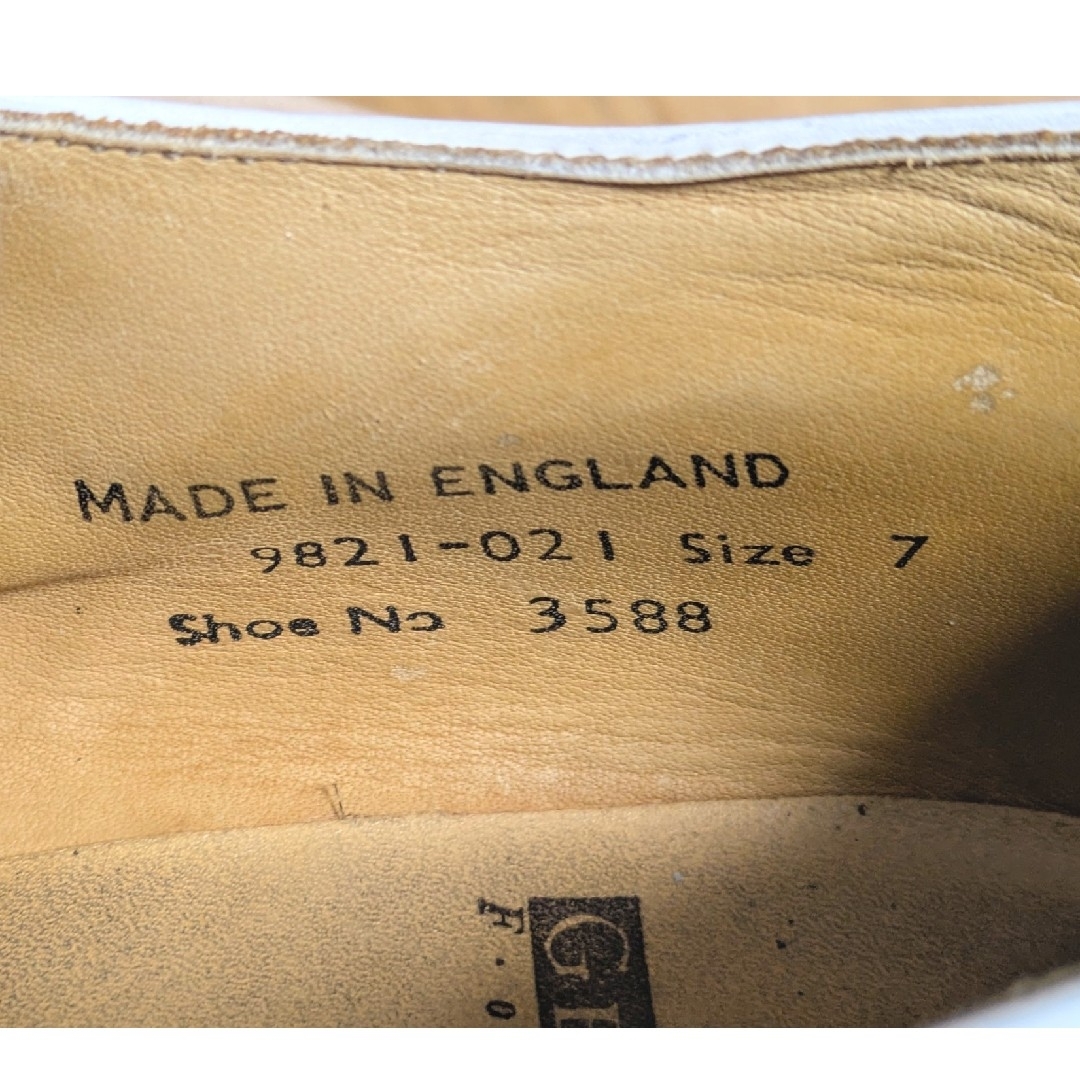 MADE IN ENGLAND
9821-021 Size 7
Shoe No 3588
F. o
G